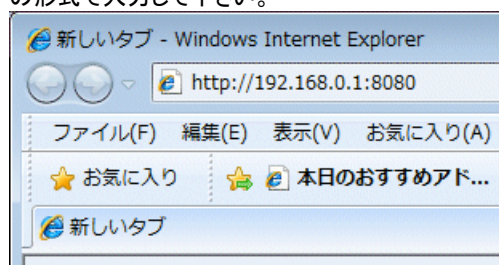 の形式で入力して下さい。
新しいタブ - Windows Internet Explorer
http://192.168.0.1:8080
ファイル(F) 編集(E) 表示(V) お気に入り(A)
お気に入り 本日のおすすめアド...
新しいタブ